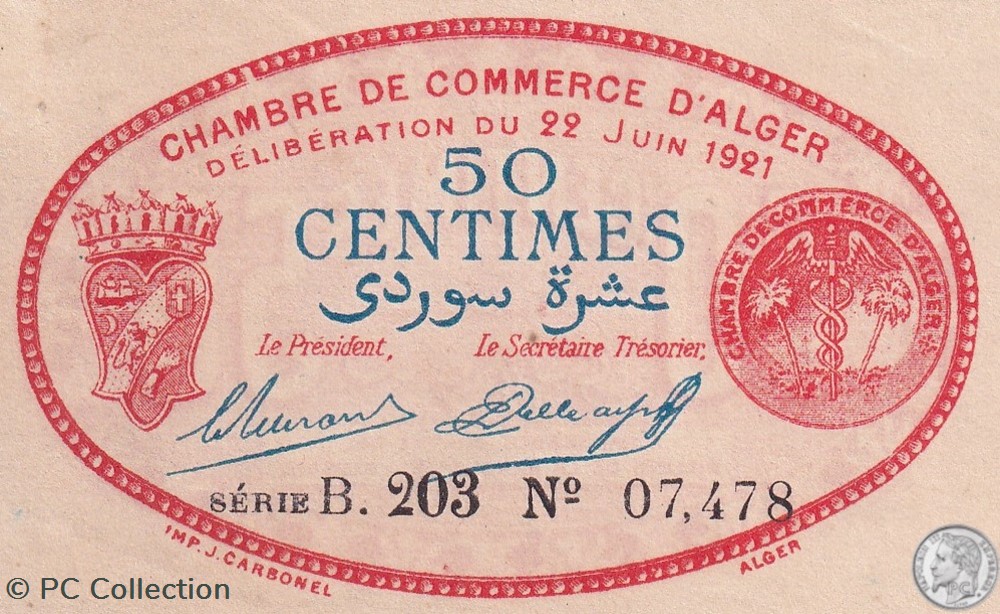 CHAMBRE DE COMMERCE D'ALGER
DÉLIBÉRATION DU 22 JUIN 1921
50
CENTIMES
عشرة سوردى
CHAMBRE DE COMMERCE D'ALGER
Le Président,
Le Secrétaire Trésorier,
SÉRIE B. 203 Nº 07,478
IMP. J. CARBONEL
ALGER
© PC Collection
PC